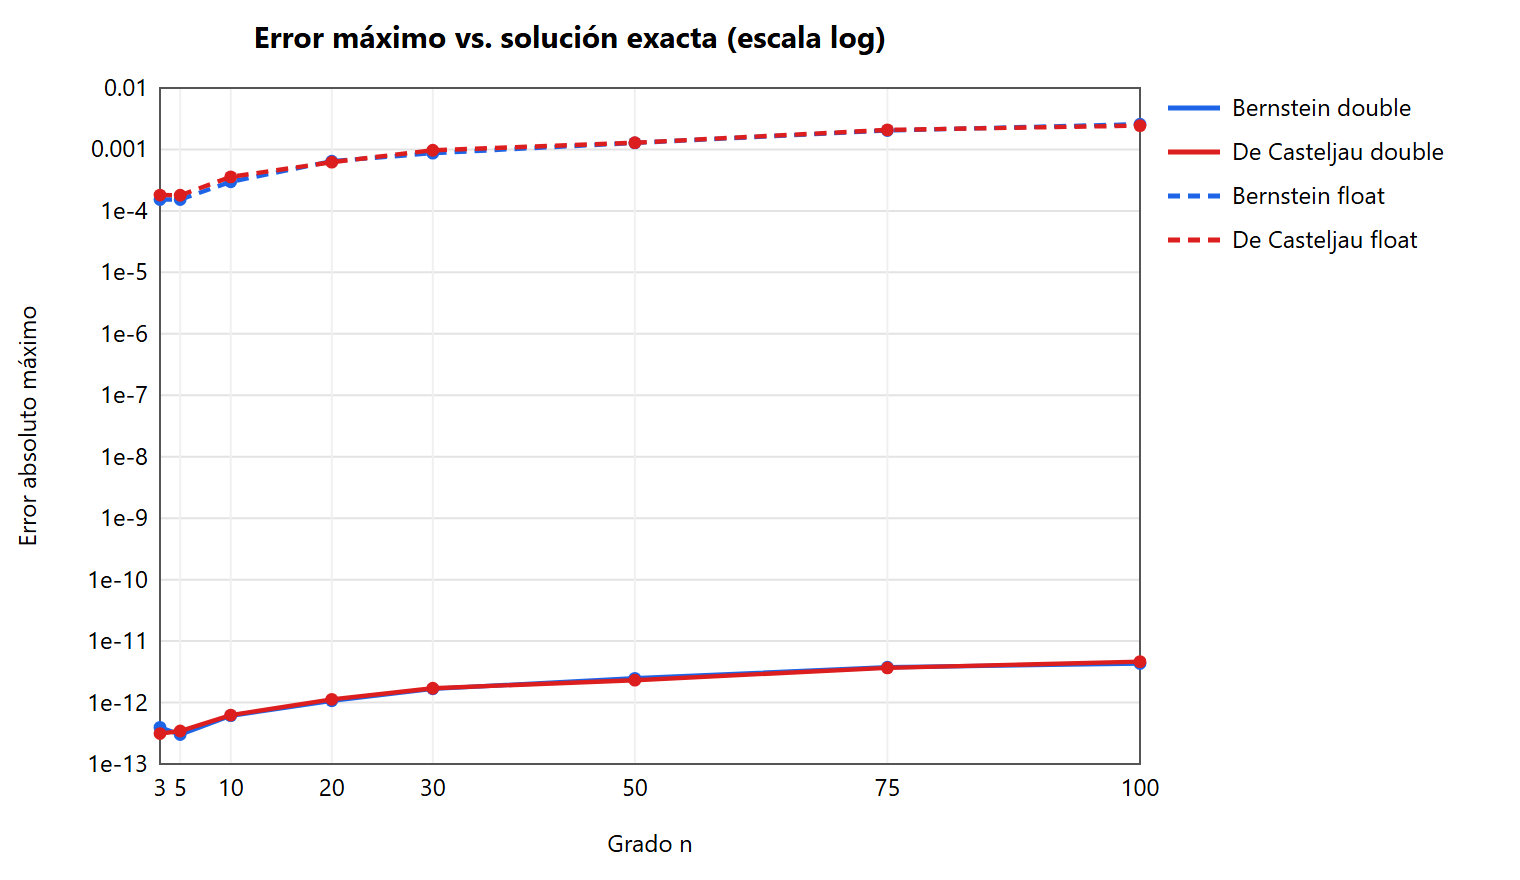 Error máximo vs. solución exacta (escala log)
0.01
0.001
1e-4
1e-5
1e-6
1e-7
1e-8
1e-9
1e-10
1e-11
1e-12
1e-13
Error absoluto máximo
3 5 10 20 30 50 75 100
Grado n
Bernstein double
De Casteljau double
Bernstein float
De Casteljau float